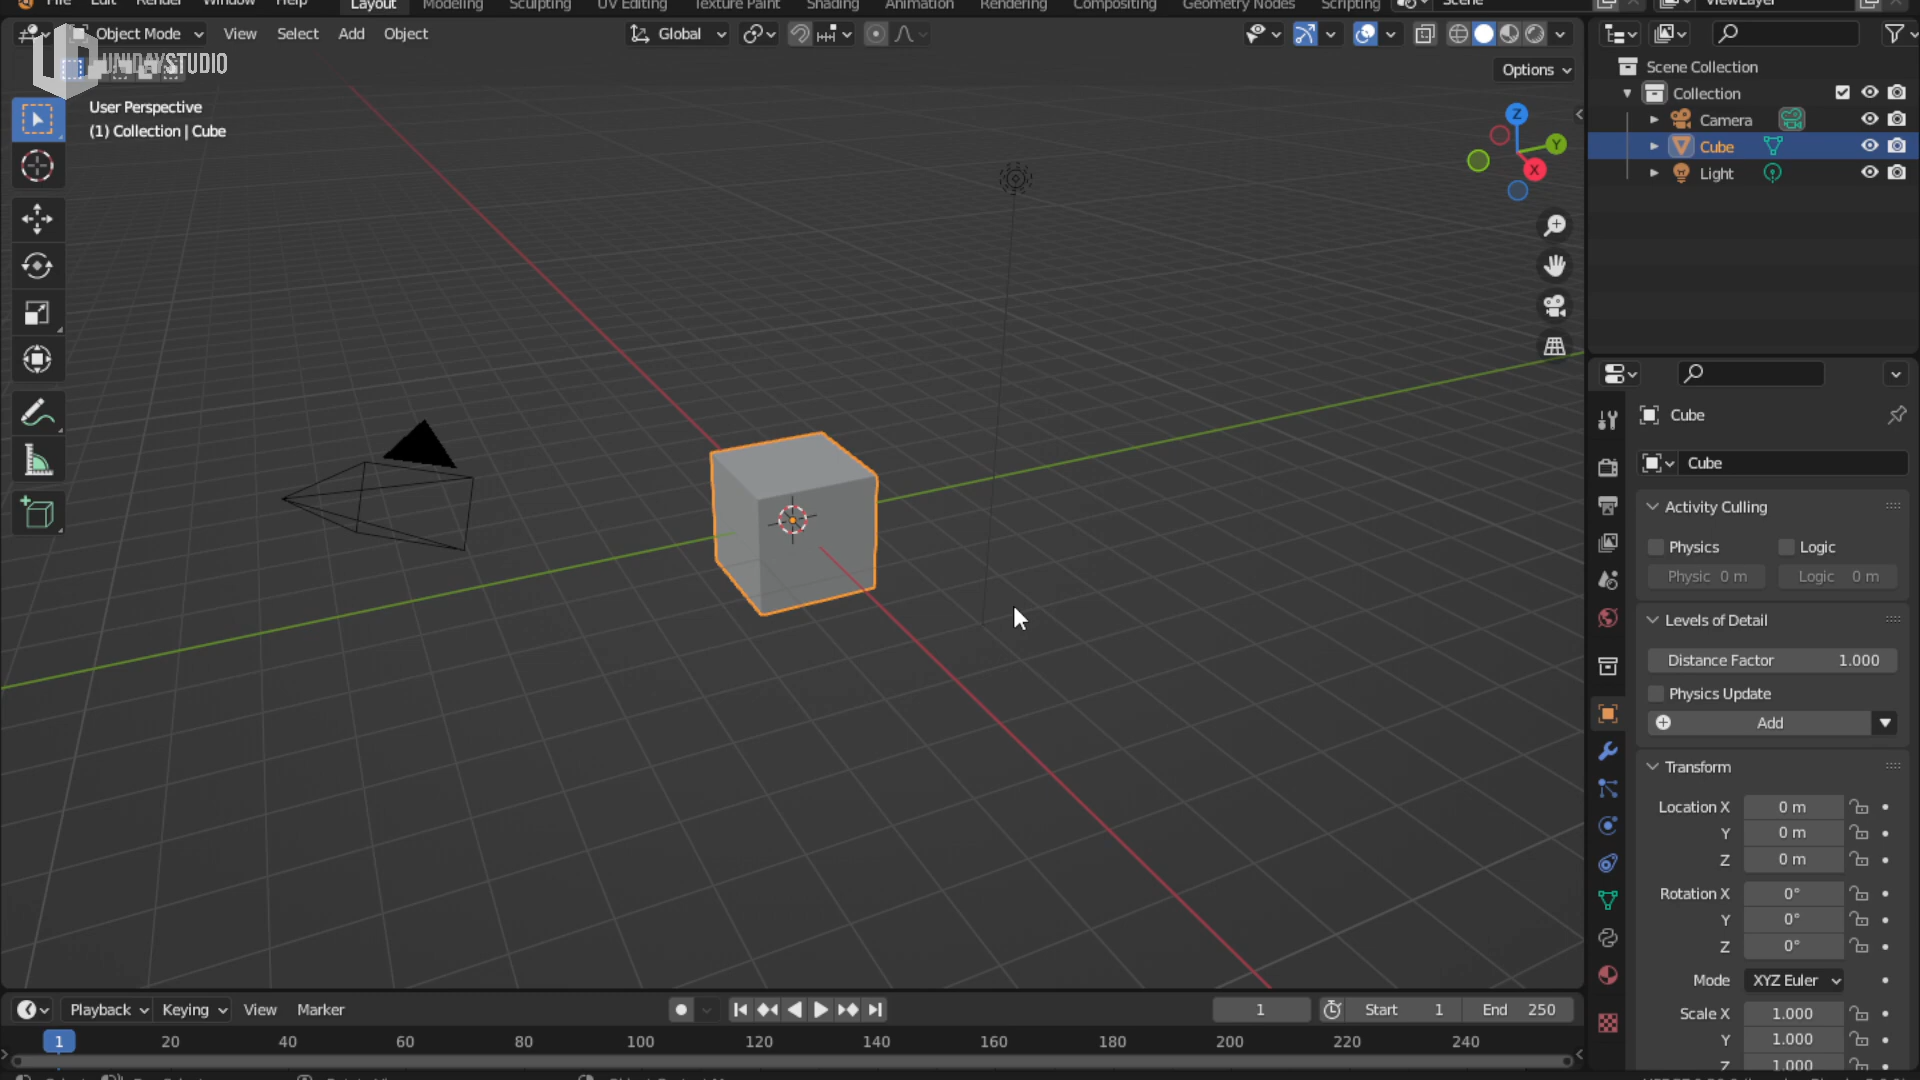 File Edit Render Window Help Layout Modeling Sculpting UV Editing Texture Paint Shading Animation Rendering Compositing Geometry Nodes Scripting Scene ViewLayer
Object Mode View Select Add Object Global
UNDAYSTUDIO
Options
User Perspective
(1) Collection | Cube
Z
Y
X
Scene Collection
Collection
Camera
Cube
Light
Cube
Cube
Activity Culling
Physics Logic
Physic 0 m Logic 0 m
Levels of Detail
Distance Factor 1.000
Physics Update
Add
Transform
Location X 0 m
Y 0 m
Z 0 m
Rotation X 0°
Y 0°
Z 0°
Mode XYZ Euler
Scale X 1.000
Y 1.000
Z 1.000
Playback Keying View Marker 1 Start 1 End 250
1 20 40 60 80 100 120 140 160 180 200 220 240